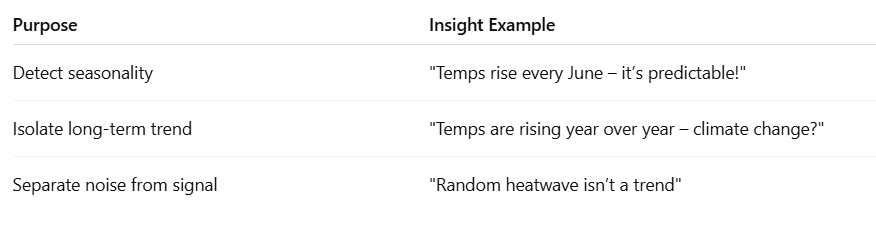 Purpose Insight Example
Detect seasonality "Temps rise every June – it’s predictable!"
Isolate long-term trend "Temps are rising year over year – climate change?"
Separate noise from signal "Random heatwave isn’t a trend"